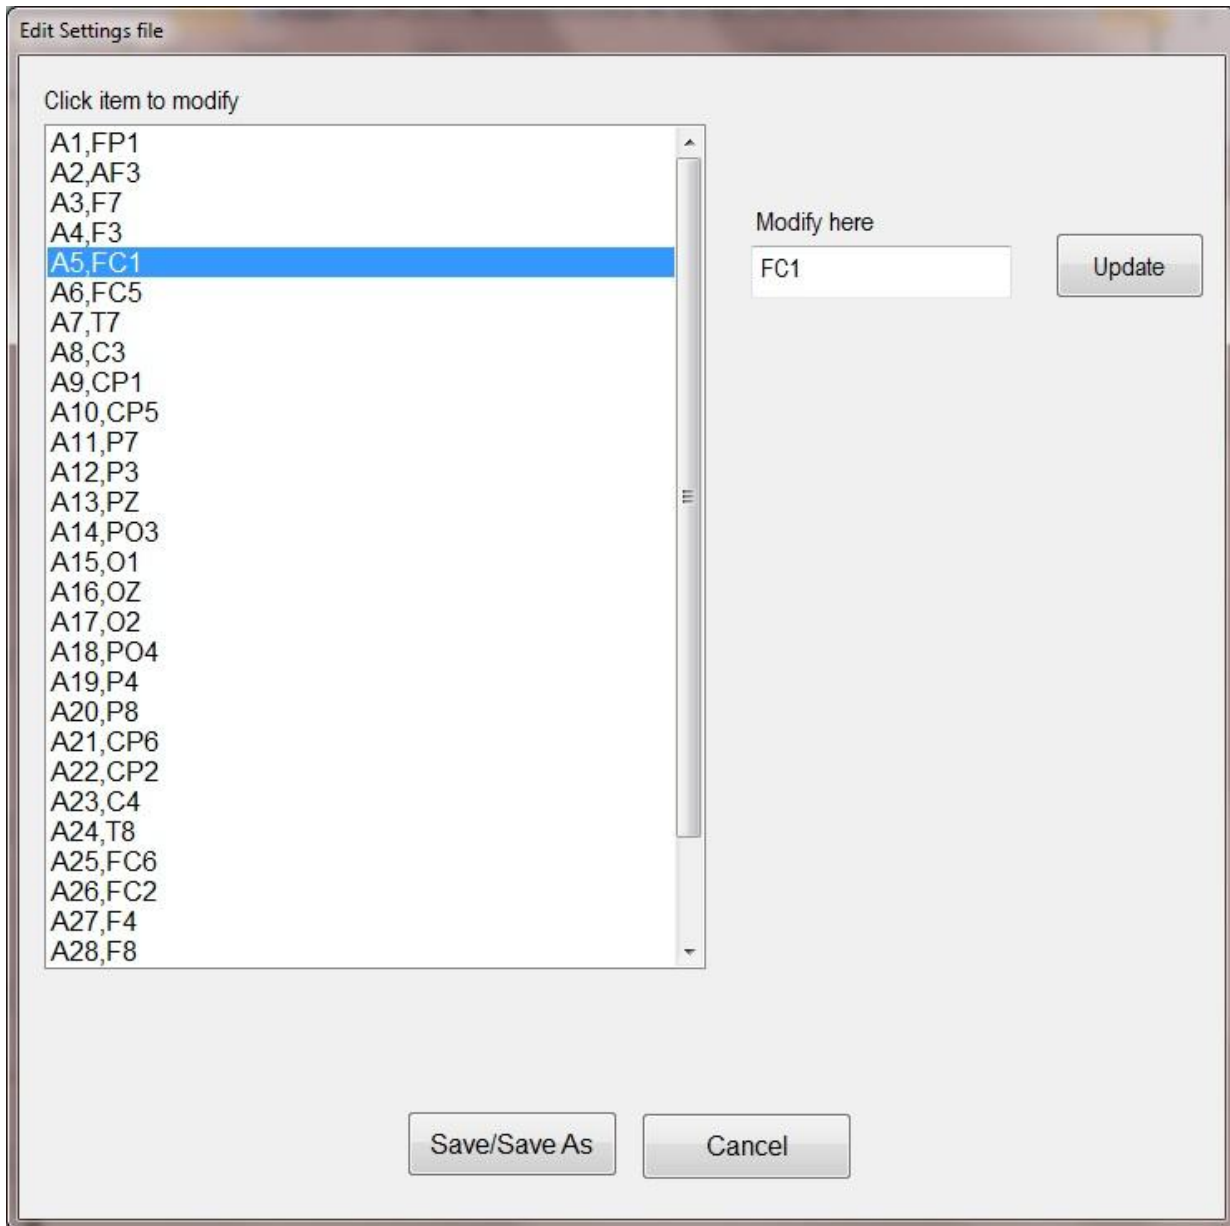 Edit Settings file
Click item to modify
A1,FP1
A2,AF3
A3,F7
A4,F3
A5,FC1
A6,FC5
A7,T7
A8,C3
A9,CP1
A10,CP5
A11,P7
A12,P3
A13,PZ
A14,PO3
A15,O1
A16,OZ
A17,O2
A18,PO4
A19,P4
A20,P8
A21,CP6
A22,CP2
A23,C4
A24,T8
A25,FC6
A26,FC2
A27,F4
A28,F8
Modify here
FC1
Update
Save/Save As
Cancel